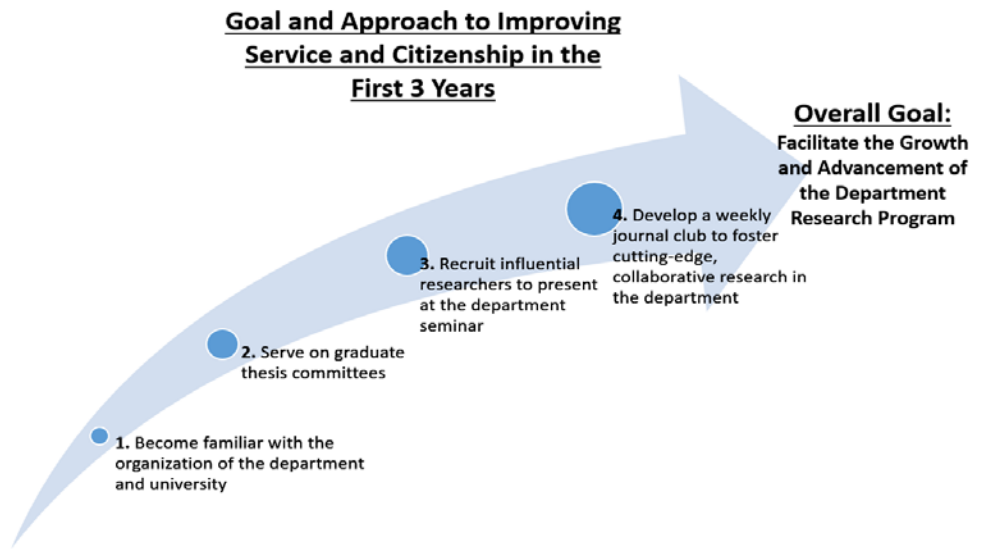 Goal and Approach to Improving
Service and Citizenship in the
First 3 Years
Overall Goal:
Facilitate the Growth
and Advancement of
the Department
Research Program
4. Develop a weekly
journal club to foster
cutting-edge,
collaborative research in
the department
3. Recruit influential
researchers to present
at the department
seminar
2. Serve on graduate
thesis committees
1. Become familiar with the
organization of the department
and university